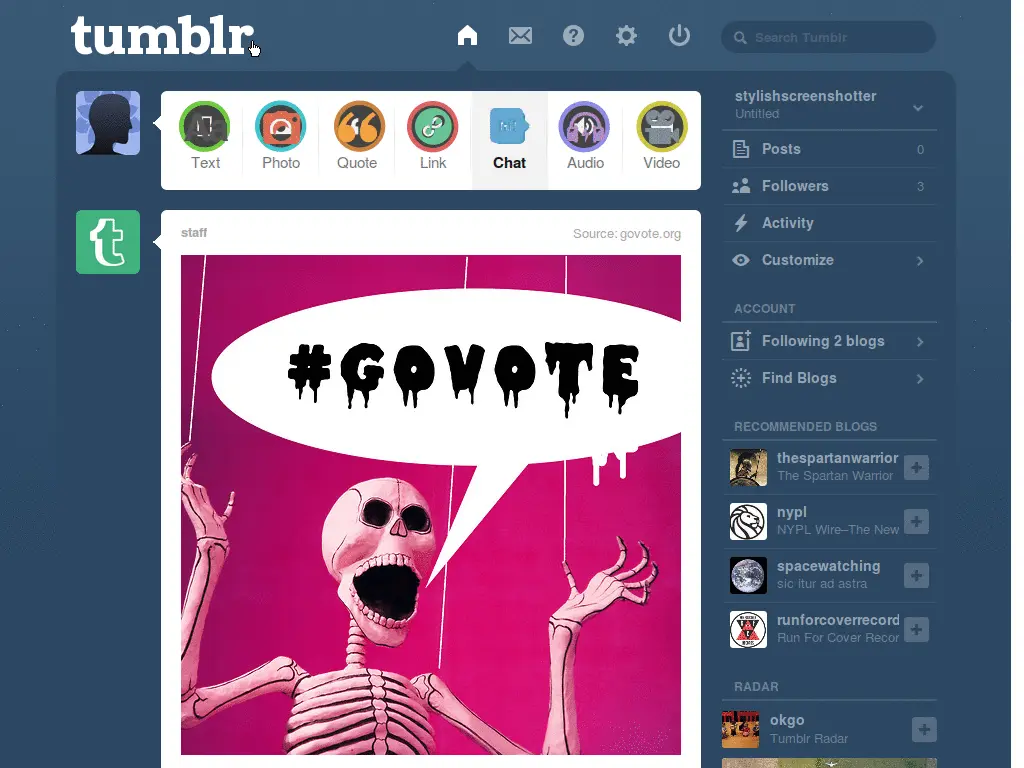 tumblr.
Search Tumblr
Text
Photo
Quote
Link
Chat
Audio
Video
staff
Source: govote.org
#GOVOTE
stylishscreenshotter
Untitled
Posts 0
Followers 3
Activity
Customize
ACCOUNT
Following 2 blogs
Find Blogs
RECOMMENDED BLOGS
thespartanwarrior
The Spartan Warrior
nypl
NYPL Wire–The New
spacewatching
sic itur ad astra
runforcoverrecord
Run For Cover Recor
RADAR
okgo
Tumblr Radar